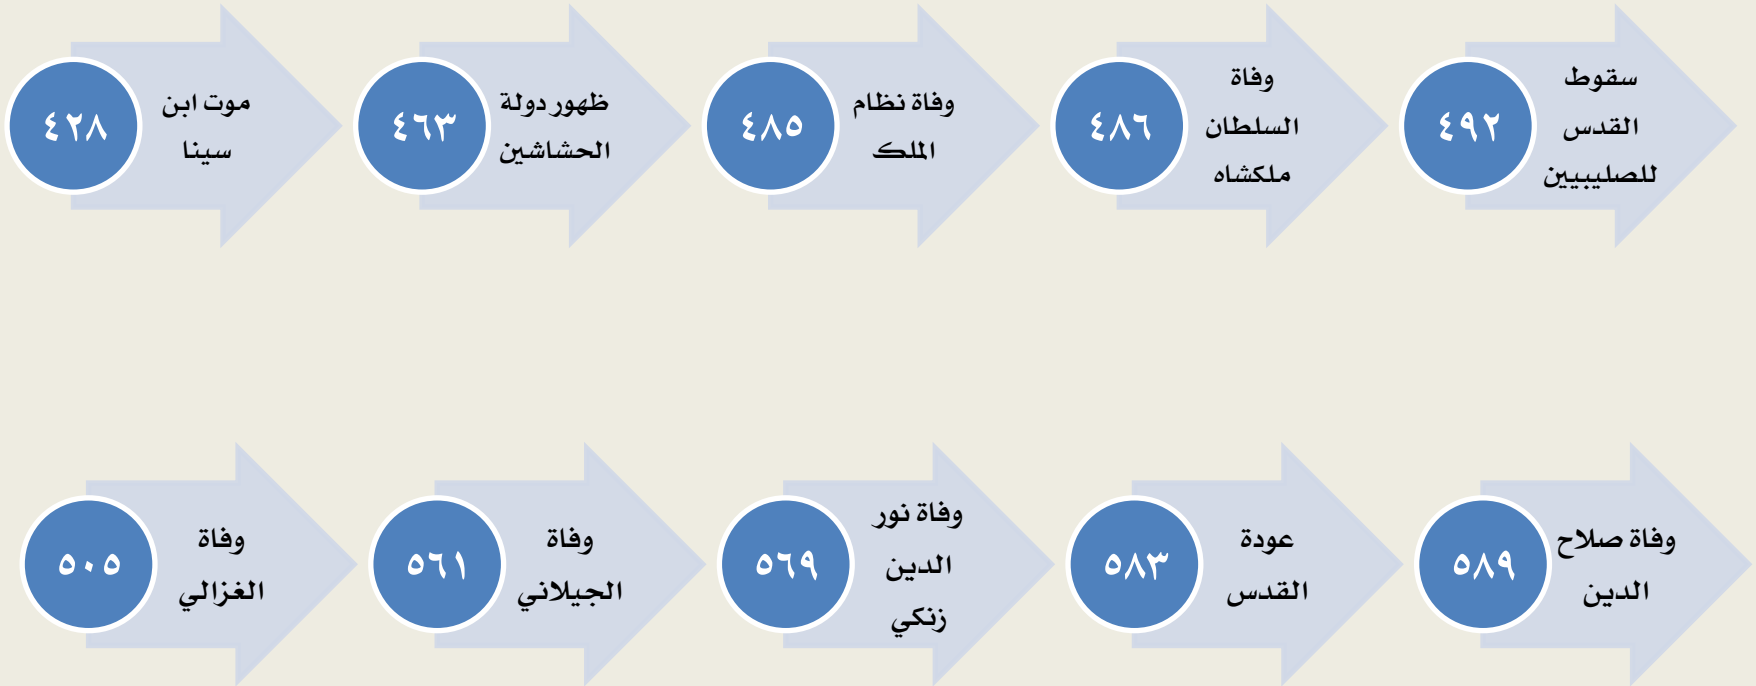 ٤٢٨
موت ابن
سينا
٤٦٣
ظهور دولة
الحشاشين
٤٨٥
وفاة نظام
الملك
٤٨٦
وفاة
السلطان
ملكشاه
٤٩٢
سقوط
القدس
للصليبيين
٥٠٥
وفاة
الغزالي
٥٦١
وفاة
الجيلاني
٥٦٩
وفاة نور
الدين
زنكي
٥٨٣
عودة
القدس
٥٨٩
وفاة صلاح
الدين